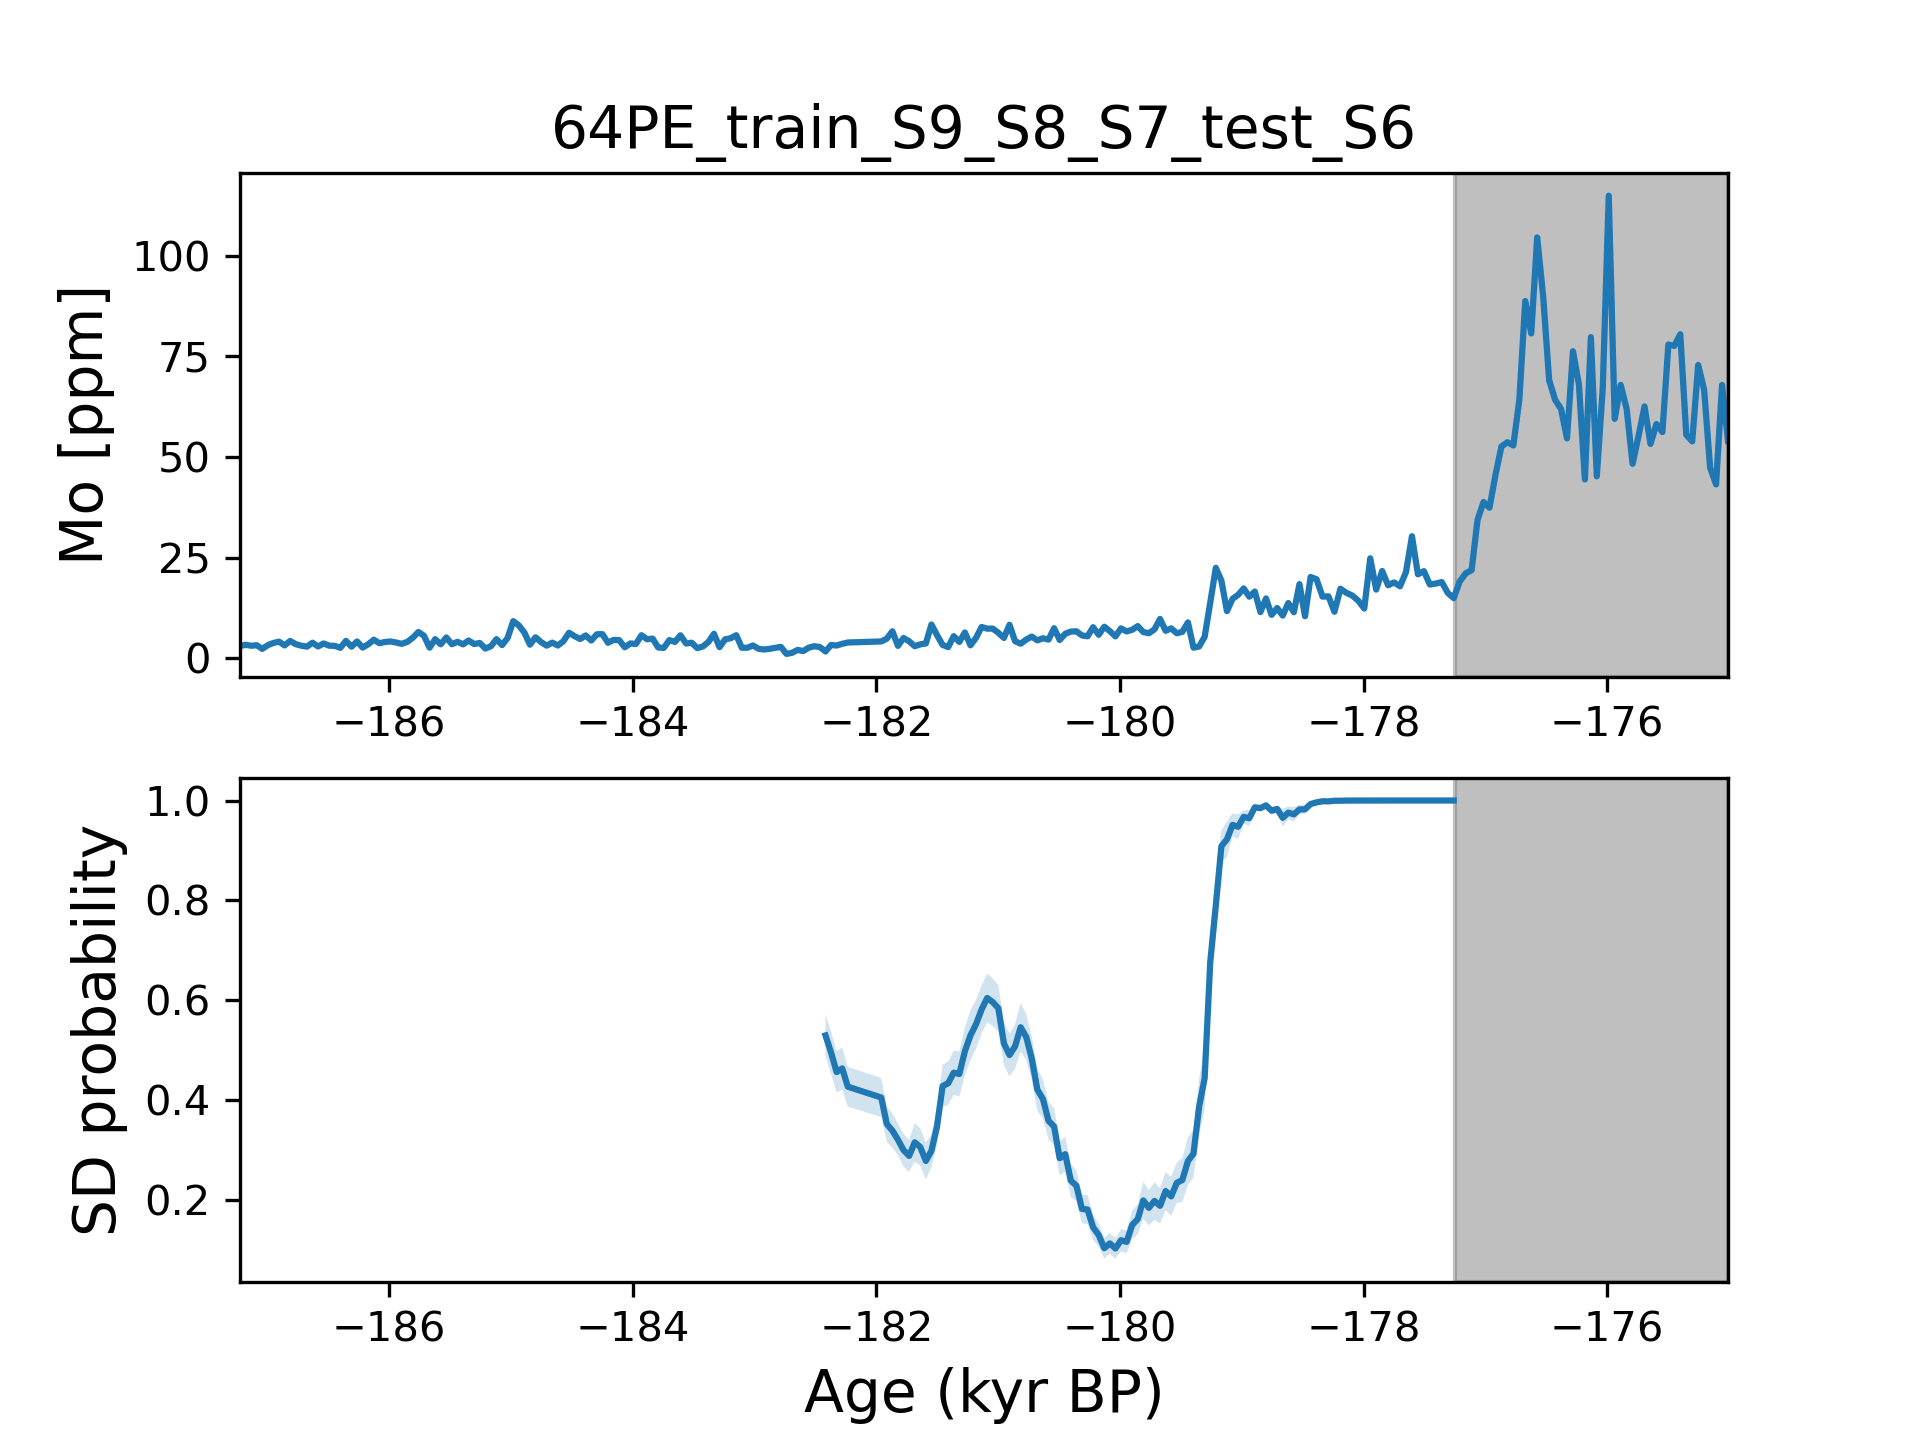 64PE_train_S9_S8_S7_test_S6
Mo [ppm]
100
75
50
25
0
−186 −184 −182 −180 −178 −176
SD probability
1.0
0.8
0.6
0.4
0.2
−186 −184 −182 −180 −178 −176
Age (kyr BP)